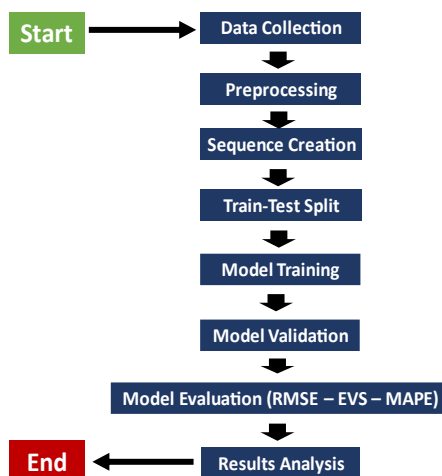 Start
Data Collection
Preprocessing
Sequence Creation
Train-Test Split
Model Training
Model Validation
Model Evaluation (RMSE – EVS – MAPE)
Results Analysis
End